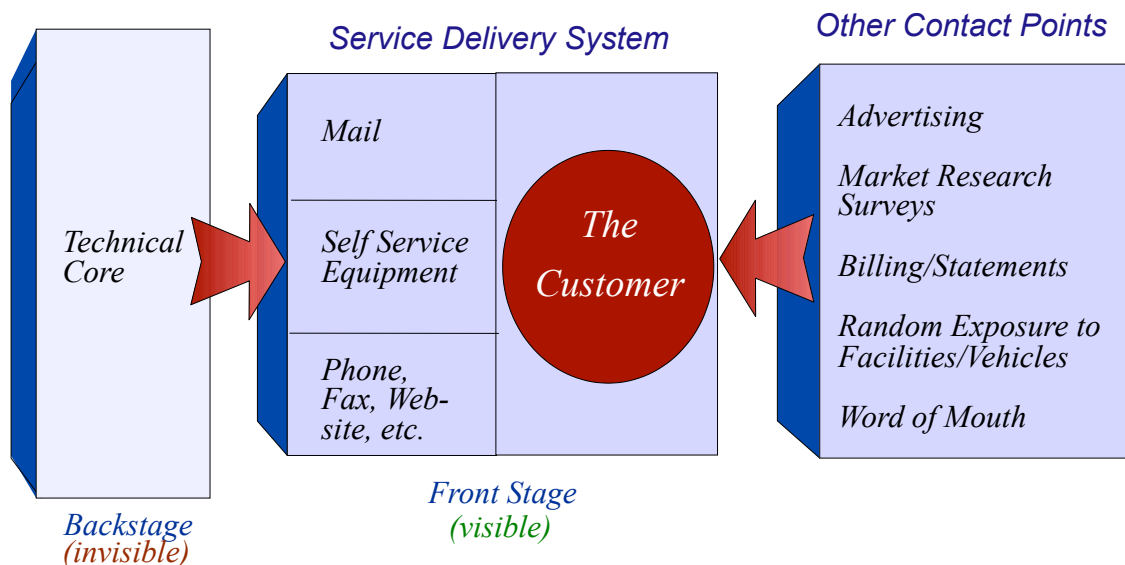 Service Delivery System
Other Contact Points
Technical
Core
Backstage
(invisible)
Mail
Self Service
Equipment
Phone,
Fax, Web-
site, etc.
The
Customer
Front Stage
(visible)
Advertising
Market Research
Surveys
Billing/Statements
Random Exposure to
Facilities/Vehicles
Word of Mouth